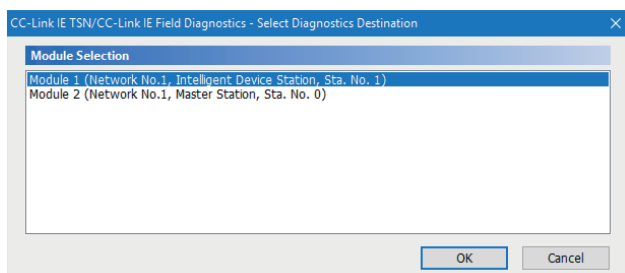 CC-Link IE TSN/CC-Link IE Field Diagnostics - Select Diagnostics Destination
Module Selection
Module 1 (Network No.1, Intelligent Device Station, Sta. No. 1)
Module 2 (Network No.1, Master Station, Sta. No. 0)
OK Cancel